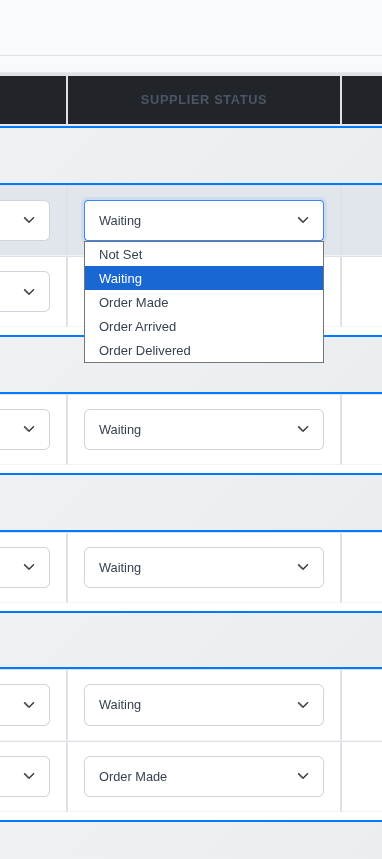 SUPPLIER STATUS
Waiting
Not Set
Waiting
Order Made
Order Arrived
Order Delivered
Waiting
Waiting
Waiting
Order Made